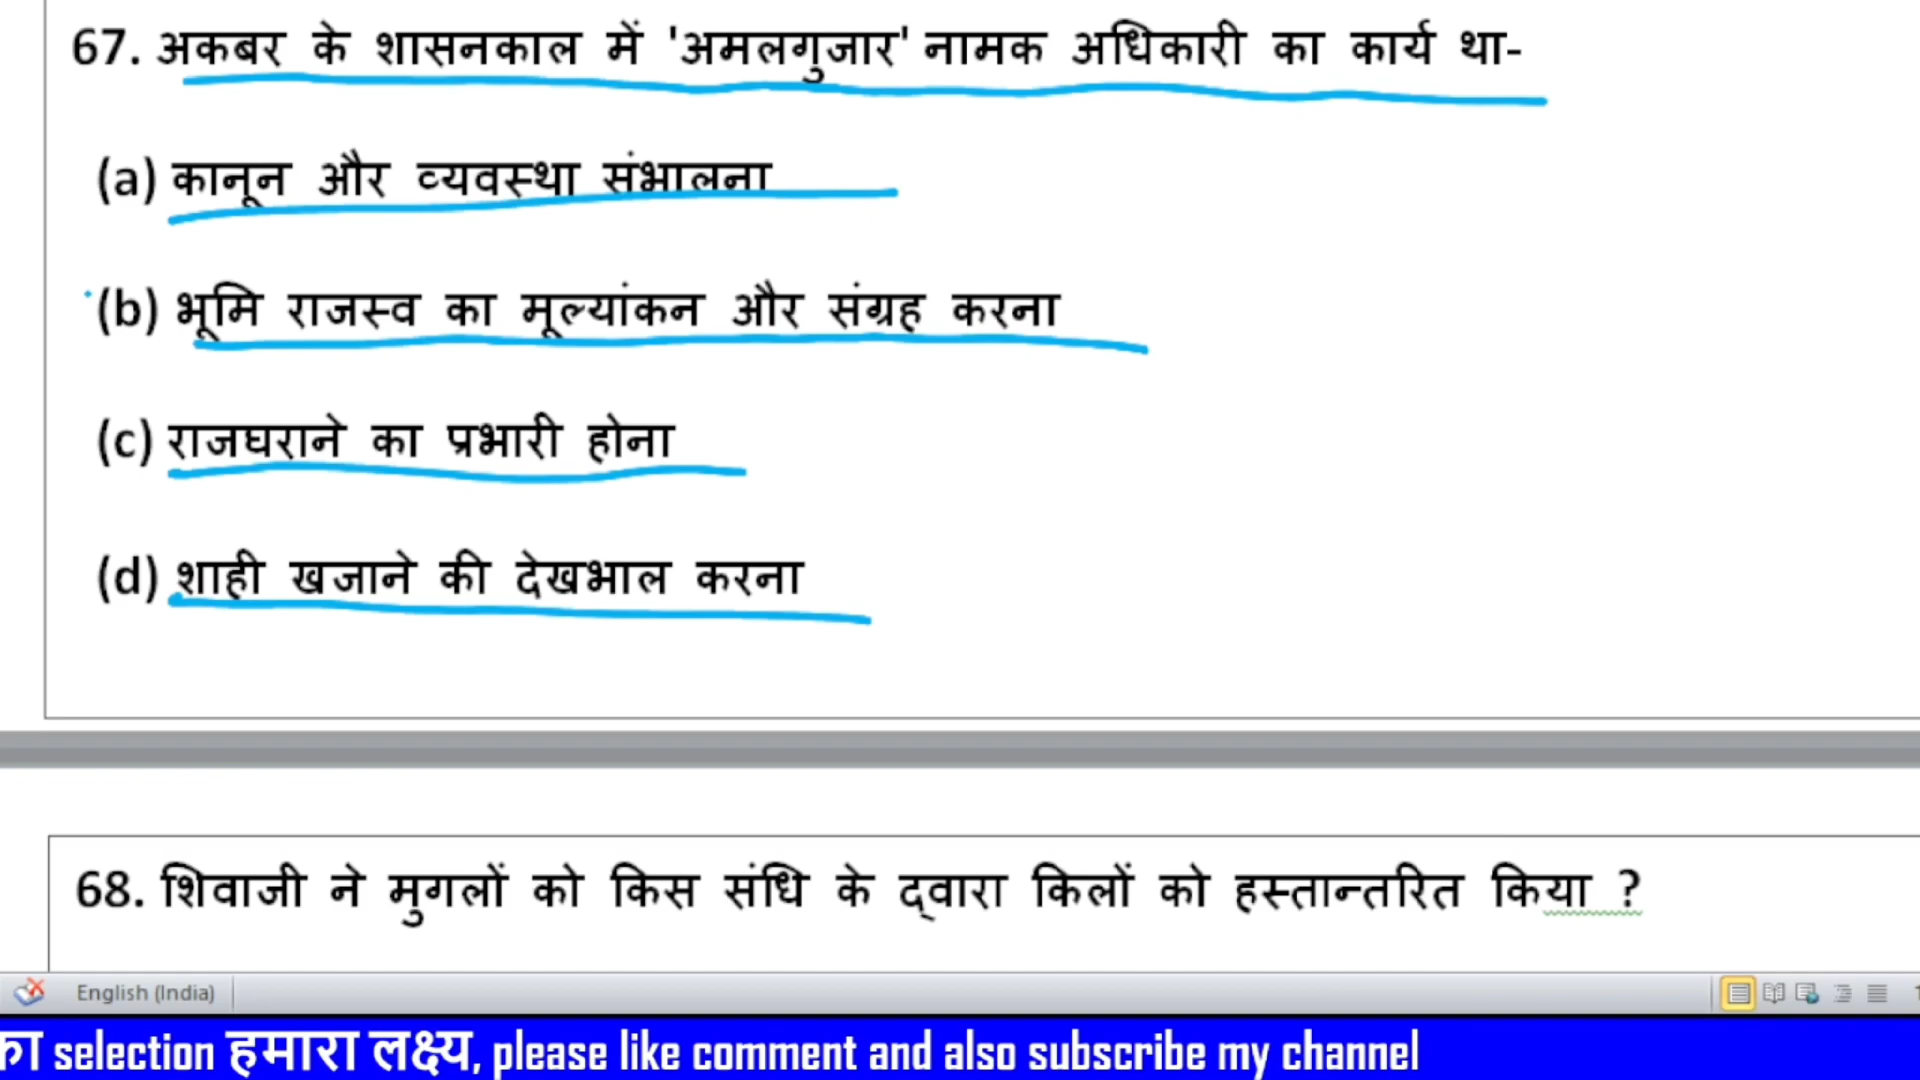 67. अकबर के शासनकाल में 'अमलगुजार' नामक अधिकारी का कार्य था-
(a) कानून और व्यवस्था संभालना
(b) भूमि राजस्व का मूल्यांकन और संग्रह करना
(c) राजघराने का प्रभारी होना
(d) शाही खजाने की देखभाल करना
68. शिवाजी ने मुगलों को किस संधि के द्वारा किलों को हस्तान्तरित किया ?
English (India)
का selection हमारा लक्ष्य, please like comment and also subscribe my channel